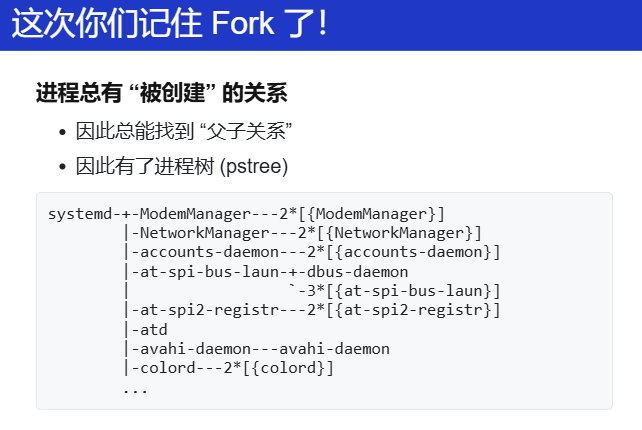 这次你们记住 Fork 了！
进程总有 “被创建” 的关系
• 因此总能找到 “父子关系”
• 因此有了进程树 (pstree)
systemd-+-ModemManager---2*[{ModemManager}]
        |-NetworkManager---2*[{NetworkManager}]
        |-accounts-daemon---2*[{accounts-daemon}]
        |-at-spi-bus-laun-+-dbus-daemon
        |                 `-3*[{at-spi-bus-laun}]
        |-at-spi2-registr---2*[{at-spi2-registr}]
        |-atd
        |-avahi-daemon---avahi-daemon
        |-colord---2*[{colord}]
        ...